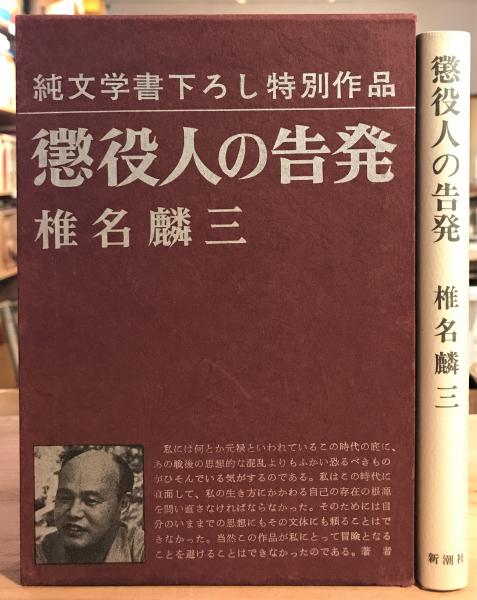 純文学書下ろし特別作品
懲役人の告発
椎名麟三
私には何とか元禄といわれているこの時代の底に、
あの戦後の思想的な混乱よりもふかい恐るべきもの
がひそんでいる気がするのである。私はこの時代に
直面して、私の生き方にかかわる自己の存在の根源
を問い直さなければならなかった。そのためには自
分のいままでの思想にもその文体にも頼ることはで
きなかった。当然この作品が私にとって冒険となる
ことを避けることはできなかったのである。著者
懲役人の告発 椎名麟三
新潮社